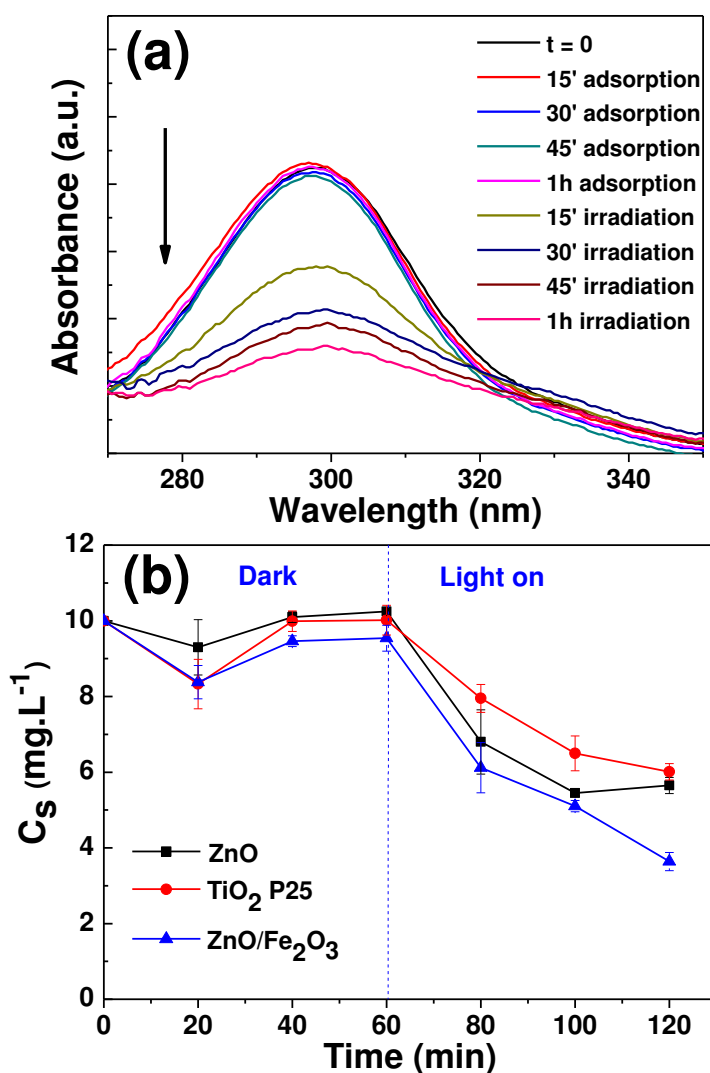 (a)
t = 0
15' adsorption
30' adsorption
45' adsorption
1h adsorption
15' irradiation
30' irradiation
45' irradiation
1h irradiation
Absorbance (a.u.)
280 300 320 340
Wavelength (nm)
(b)
Dark Light on
12
10
8
6
4
2
0
C_S (mg.L⁻¹)
ZnO
TiO₂ P25
ZnO/Fe₂O₃
0 20 40 60 80 100 120
Time (min)